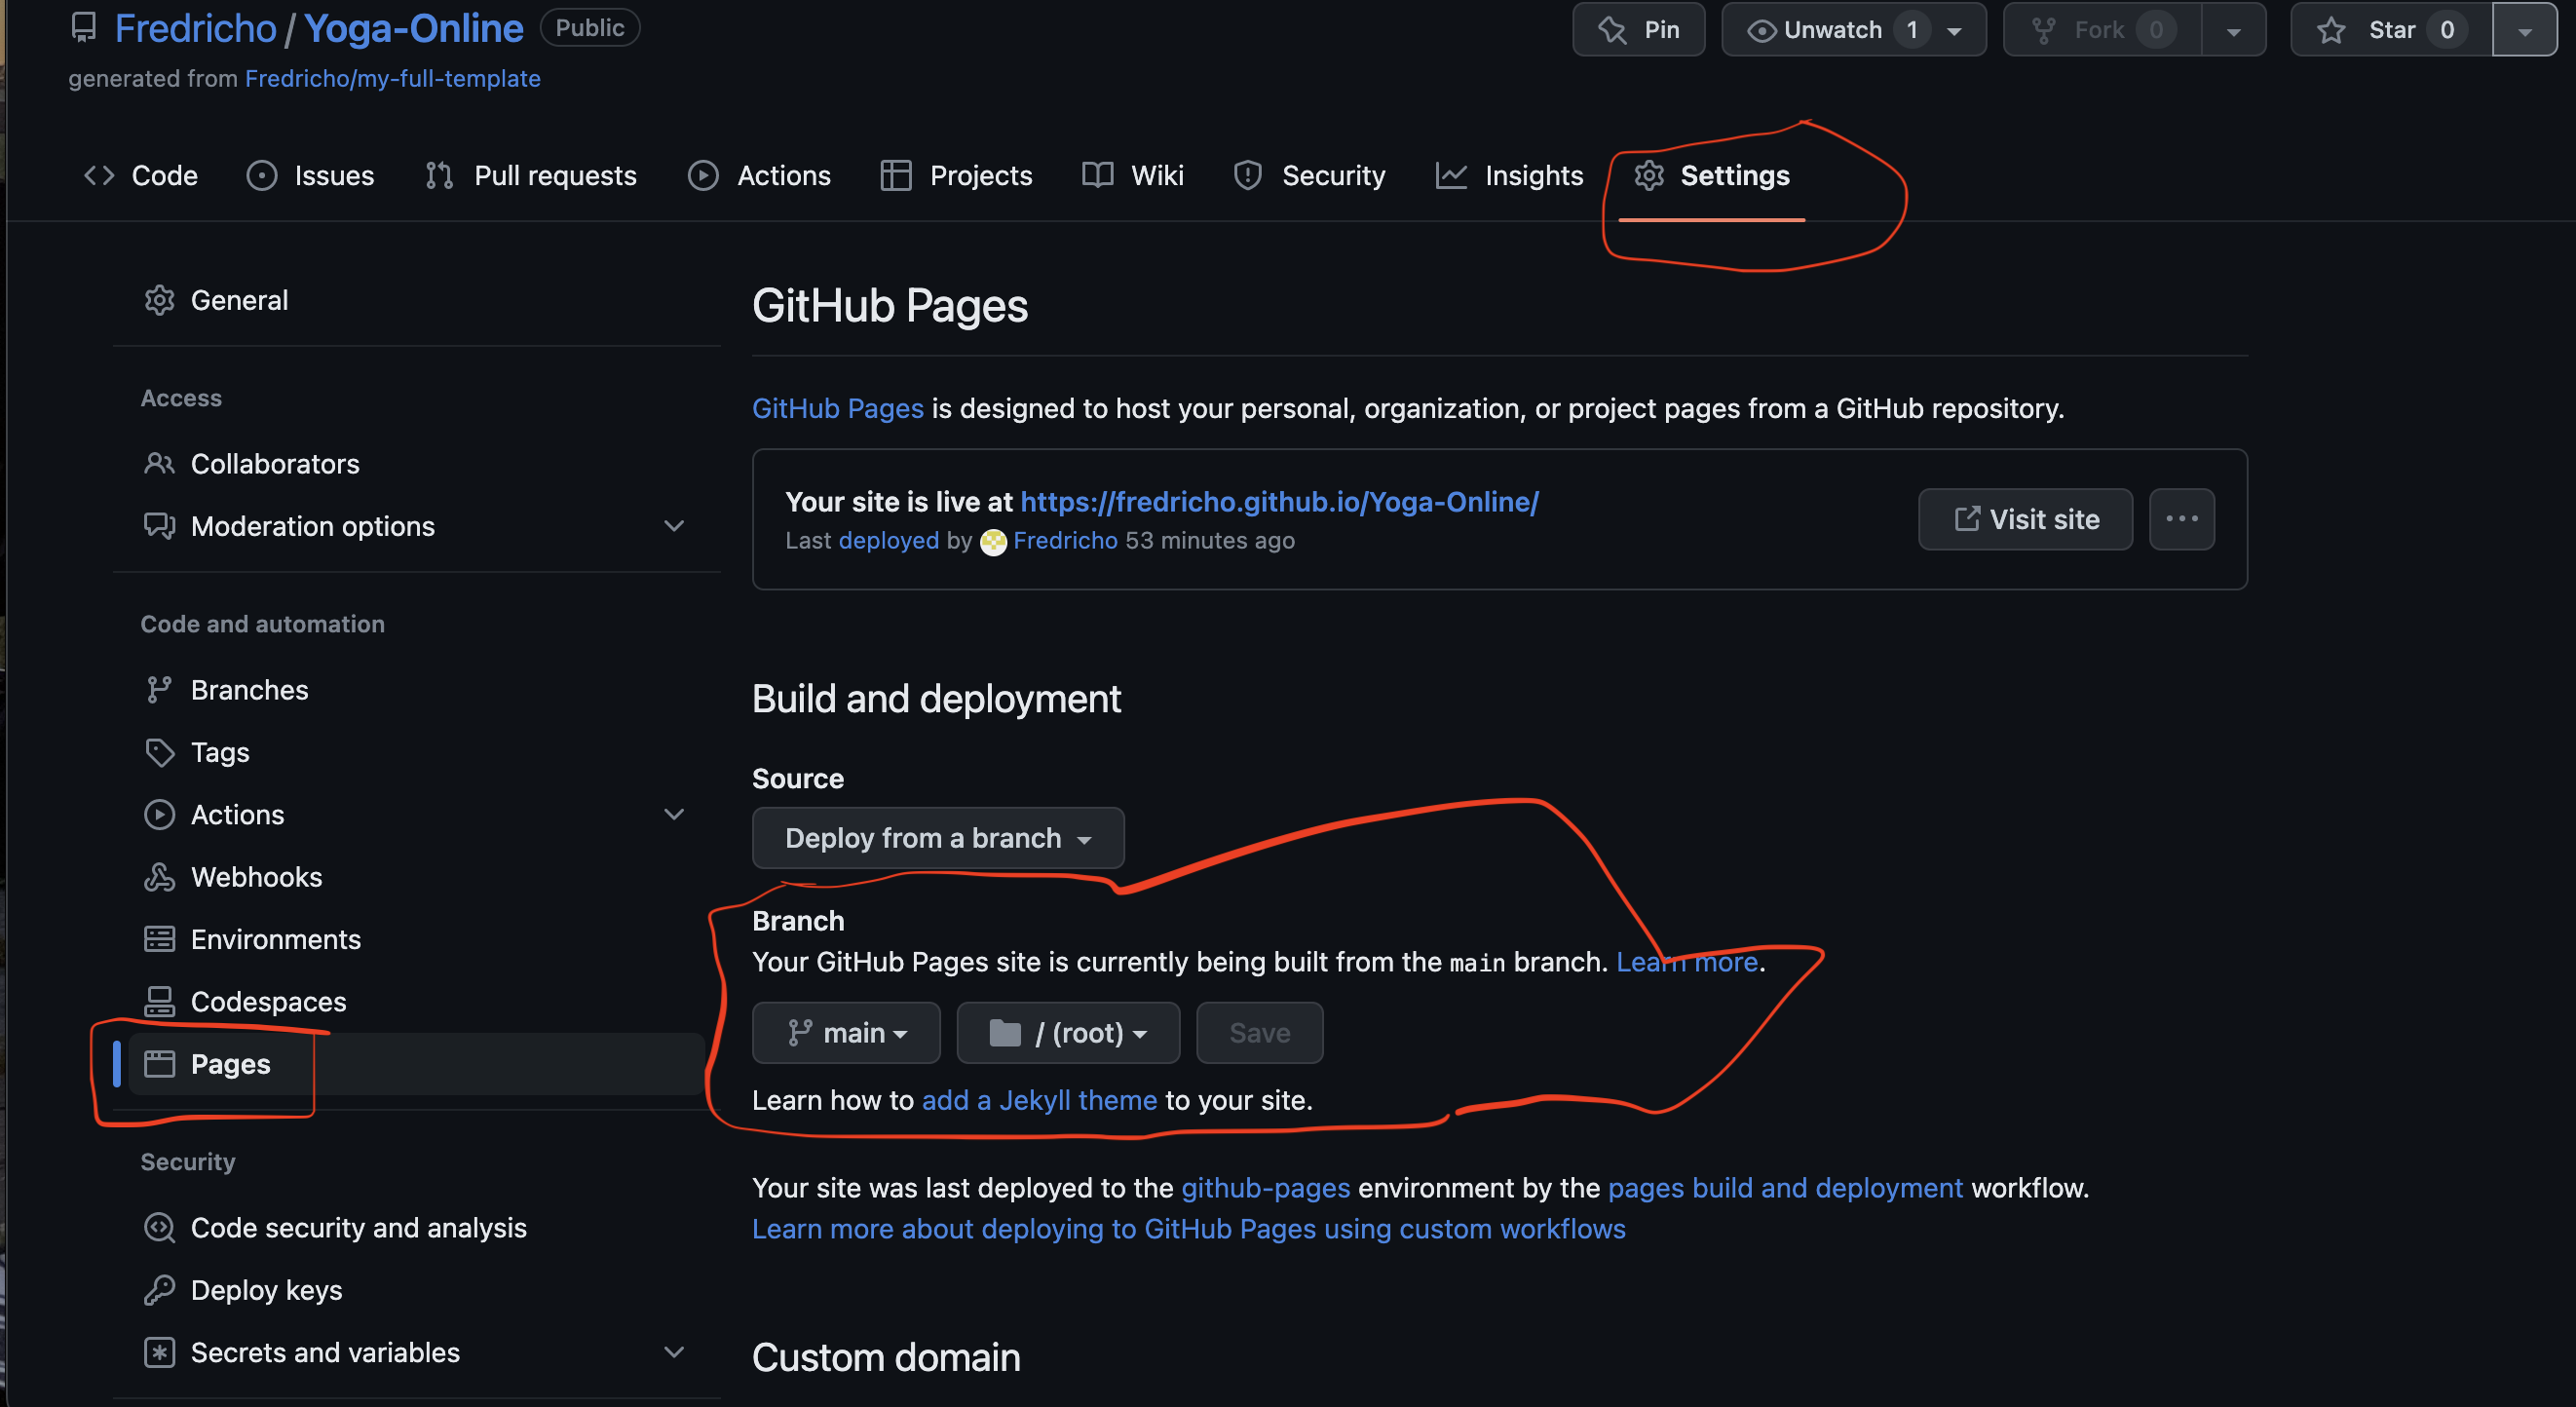 Fredricho / Yoga-Online Public
Pin
Unwatch 1
Fork 0
Star 0
generated from Fredricho/my-full-template
Code
Issues
Pull requests
Actions
Projects
Wiki
Security
Insights
Settings
General
Access
Collaborators
Moderation options
Code and automation
Branches
Tags
Actions
Webhooks
Environments
Codespaces
Pages
Security
Code security and analysis
Deploy keys
Secrets and variables
GitHub Pages
GitHub Pages is designed to host your personal, organization, or project pages from a GitHub repository.
Your site is live at https://fredricho.github.io/Yoga-Online/
Last deployed by Fredricho 53 minutes ago
Visit site
Build and deployment
Source
Deploy from a branch
Branch
Your GitHub Pages site is currently being built from the main branch. Learn more.
main
/ (root)
Save
Learn how to add a Jekyll theme to your site.
Your site was last deployed to the github-pages environment by the pages build and deployment workflow.
Learn more about deploying to GitHub Pages using custom workflows
Custom domain